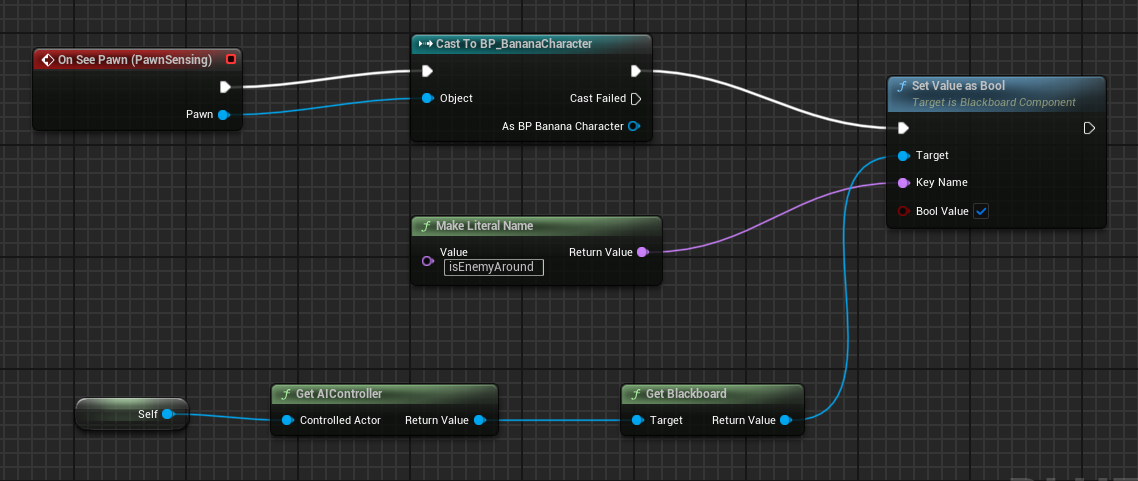 On See Pawn (PawnSensing)
Pawn
Cast To BP_BananaCharacter
Object
Cast Failed
As BP Banana Character
Set Value as Bool
Target is Blackboard Component
Target
Key Name
Bool Value
Make Literal Name
Value
Return Value
isEnemyAround
Self
Get AIController
Controlled Actor
Return Value
Get Blackboard
Target
Return Value